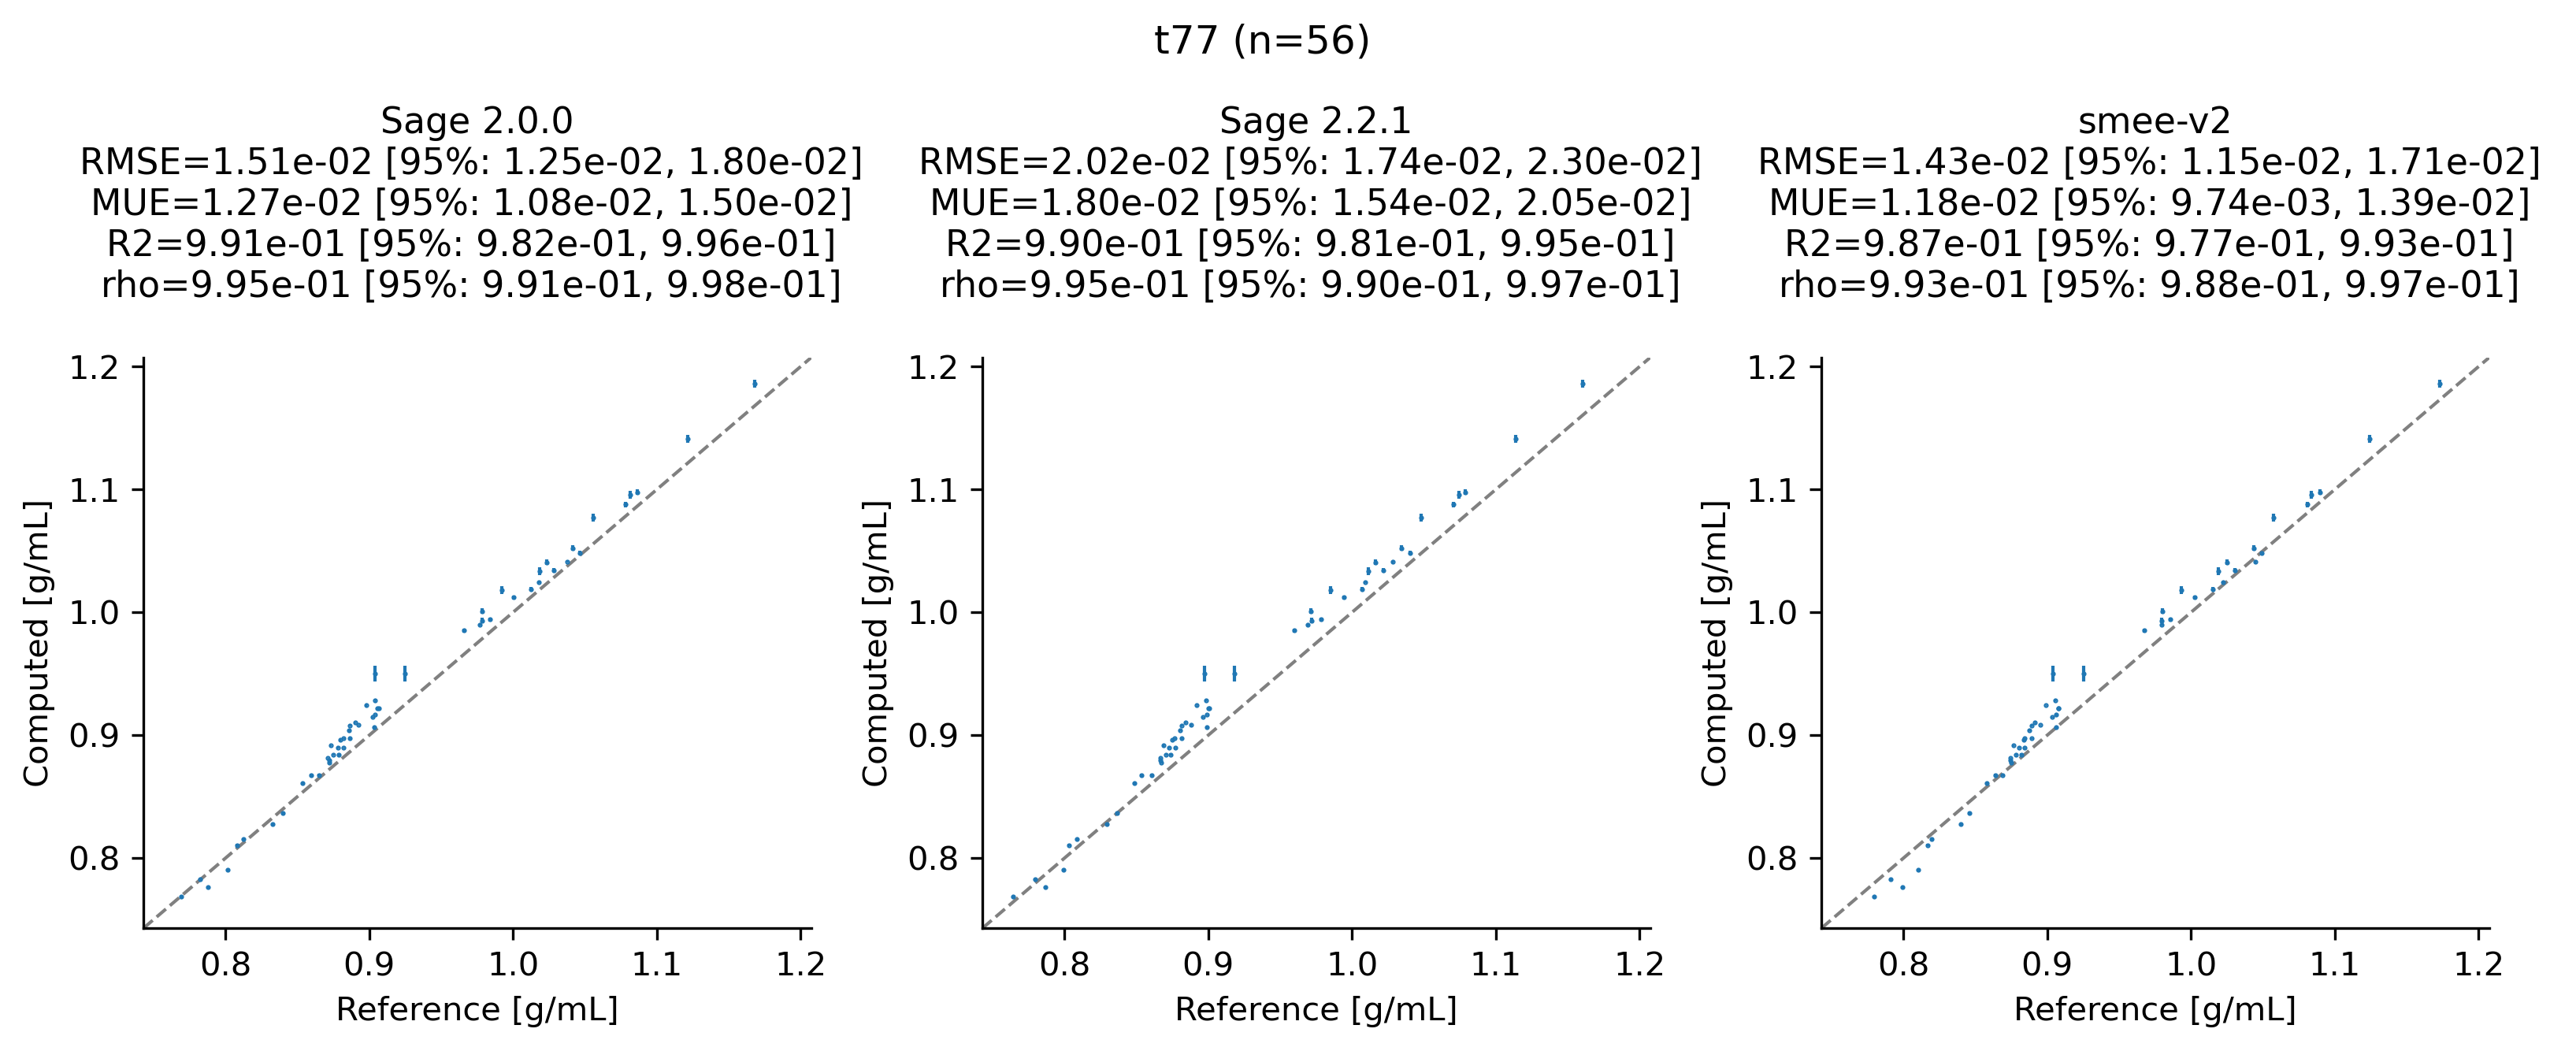 t77 (n=56)
Sage 2.0.0
RMSE=1.51e-02 [95%: 1.25e-02, 1.80e-02]
MUE=1.27e-02 [95%: 1.08e-02, 1.50e-02]
R2=9.91e-01 [95%: 9.82e-01, 9.96e-01]
rho=9.95e-01 [95%: 9.91e-01, 9.98e-01]
1.2
1.1
1.0
0.9
0.8
Computed [g/mL]
0.8 0.9 1.0 1.1 1.2
Reference [g/mL]
Sage 2.2.1
RMSE=2.02e-02 [95%: 1.74e-02, 2.30e-02]
MUE=1.80e-02 [95%: 1.54e-02, 2.05e-02]
R2=9.90e-01 [95%: 9.81e-01, 9.95e-01]
rho=9.95e-01 [95%: 9.90e-01, 9.97e-01]
1.2
1.1
1.0
0.9
0.8
Computed [g/mL]
0.8 0.9 1.0 1.1 1.2
Reference [g/mL]
smee-v2
RMSE=1.43e-02 [95%: 1.15e-02, 1.71e-02]
MUE=1.18e-02 [95%: 9.74e-03, 1.39e-02]
R2=9.87e-01 [95%: 9.77e-01, 9.93e-01]
rho=9.93e-01 [95%: 9.88e-01, 9.97e-01]
1.2
1.1
1.0
0.9
0.8
Computed [g/mL]
0.8 0.9 1.0 1.1 1.2
Reference [g/mL]